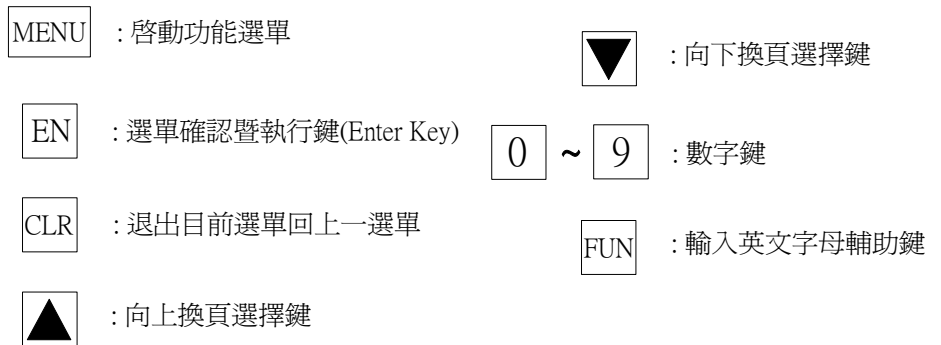 MENU : 啓動功能選單
EN : 選單確認暨執行鍵(Enter Key)
CLR : 退出目前選單回上一選單
▲ : 向上換頁選擇鍵
▼ : 向下換頁選擇鍵
0 ~ 9 : 數字鍵
FUN : 輸入英文字母輔助鍵